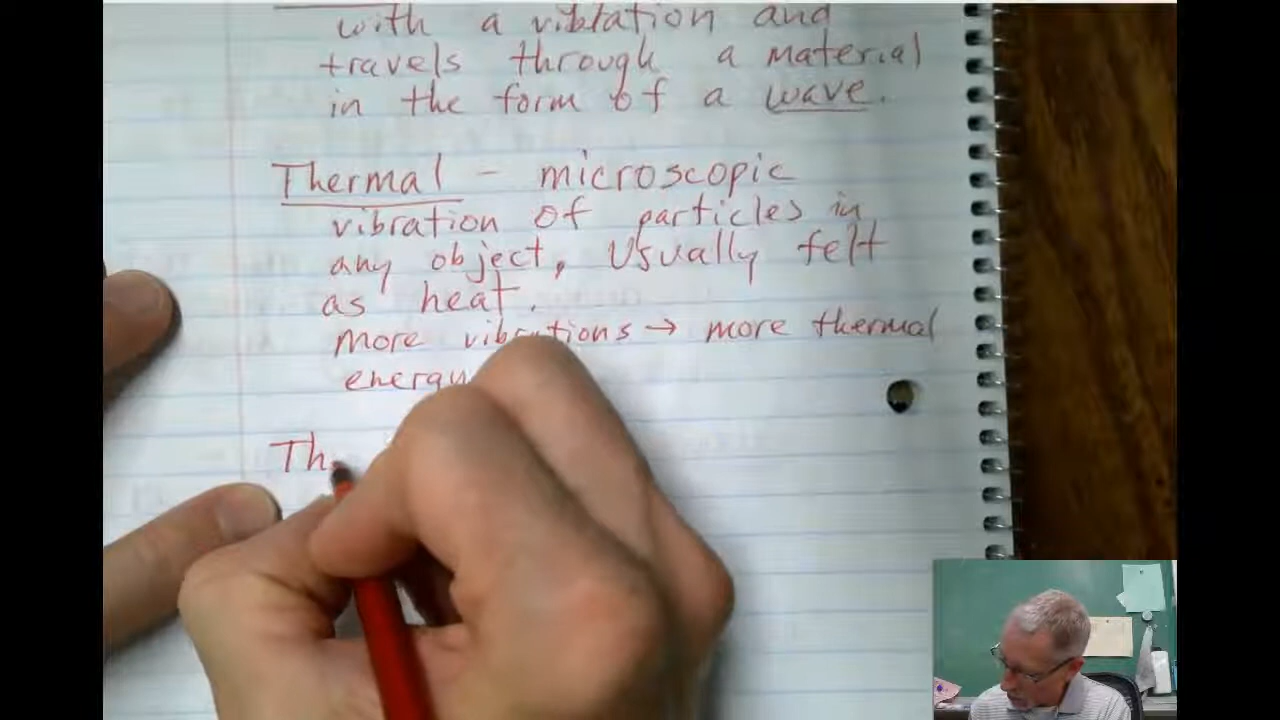 with a vibration and
travels through a material
in the form of a wave.
Thermal - microscopic
vibration of particles in
any object, Usually felt
as heat.
more vibrations → more thermal
energy
Th